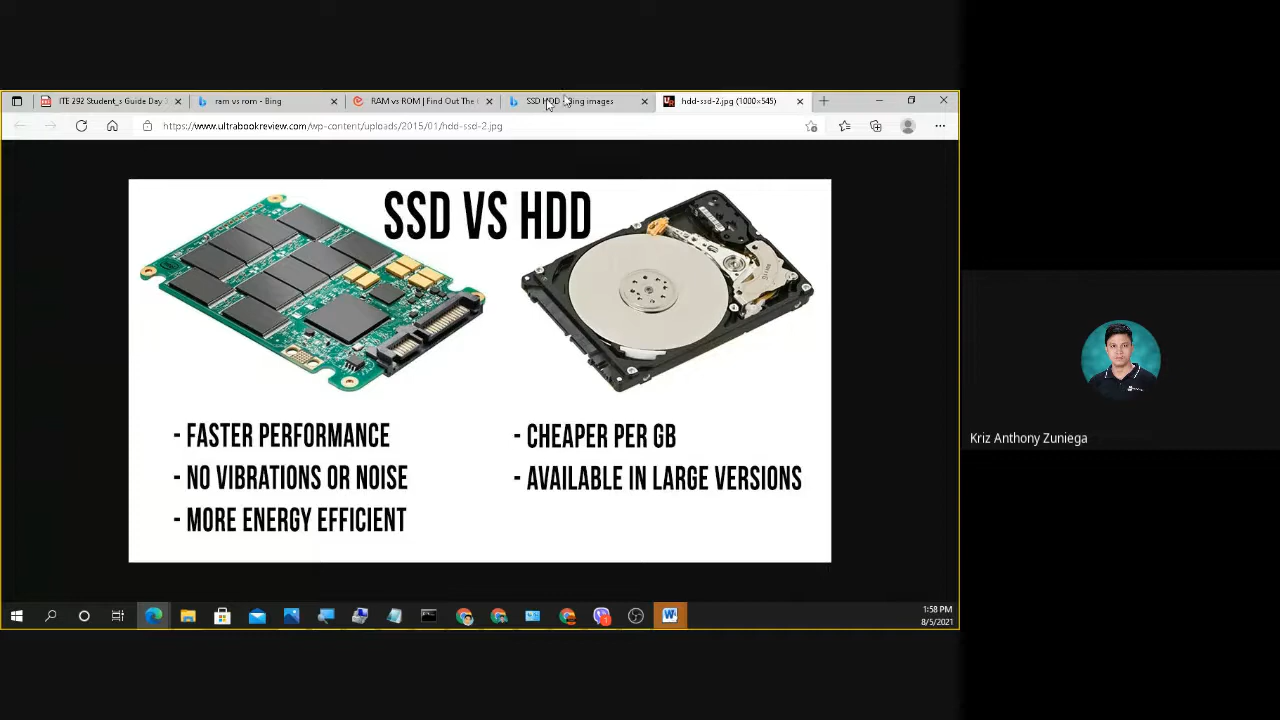 ITE 292 Student_s Guide Day
ram vs rom - Bing
RAM vs ROM | Find Out The
SSD HDD - Bing images
hdd-ssd-2.jpg (1000×545)
https://www.ultrabookreview.com/wp-content/uploads/2015/01/hdd-ssd-2.jpg
SSD VS HDD
- FASTER PERFORMANCE
- NO VIBRATIONS OR NOISE
- MORE ENERGY EFFICIENT
- CHEAPER PER GB
- AVAILABLE IN LARGE VERSIONS
Kriz Anthony Zuniega
1:58 PM
8/5/2021